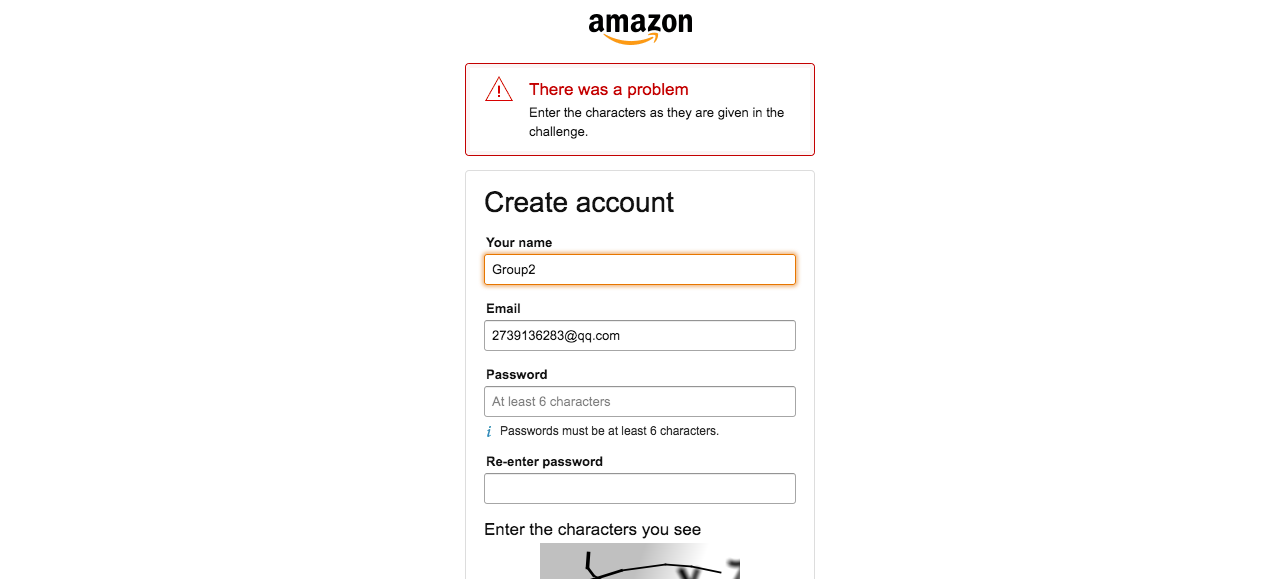 amazon
There was a problem
Enter the characters as they are given in the
challenge.
Create account
Your name
Group2
Email
2739136283@qq.com
Password
At least 6 characters
i Passwords must be at least 6 characters.
Re-enter password
Enter the characters you see